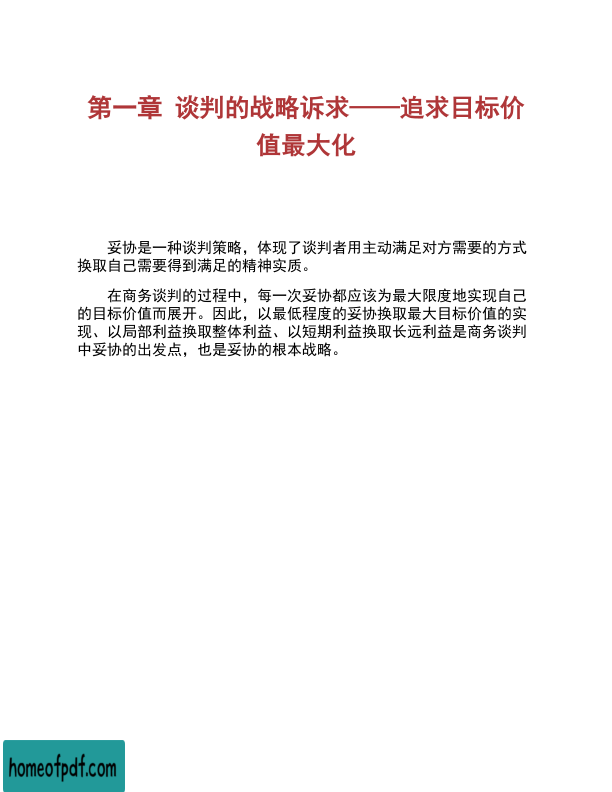 第一章 谈判的战略诉求——追求目标价
值最大化
妥协是一种谈判策略，体现了谈判者用主动满足对方需要的方式
换取自己需要得到满足的精神实质。
在商务谈判的过程中，每一次妥协都应该为最大限度地实现自己
的目标价值而展开。因此，以最低程度的妥协换取最大目标价值的实
现、以局部利益换取整体利益、以短期利益换取长远利益是商务谈判
中妥协的出发点，也是妥协的根本战略。
homeofpdf.com